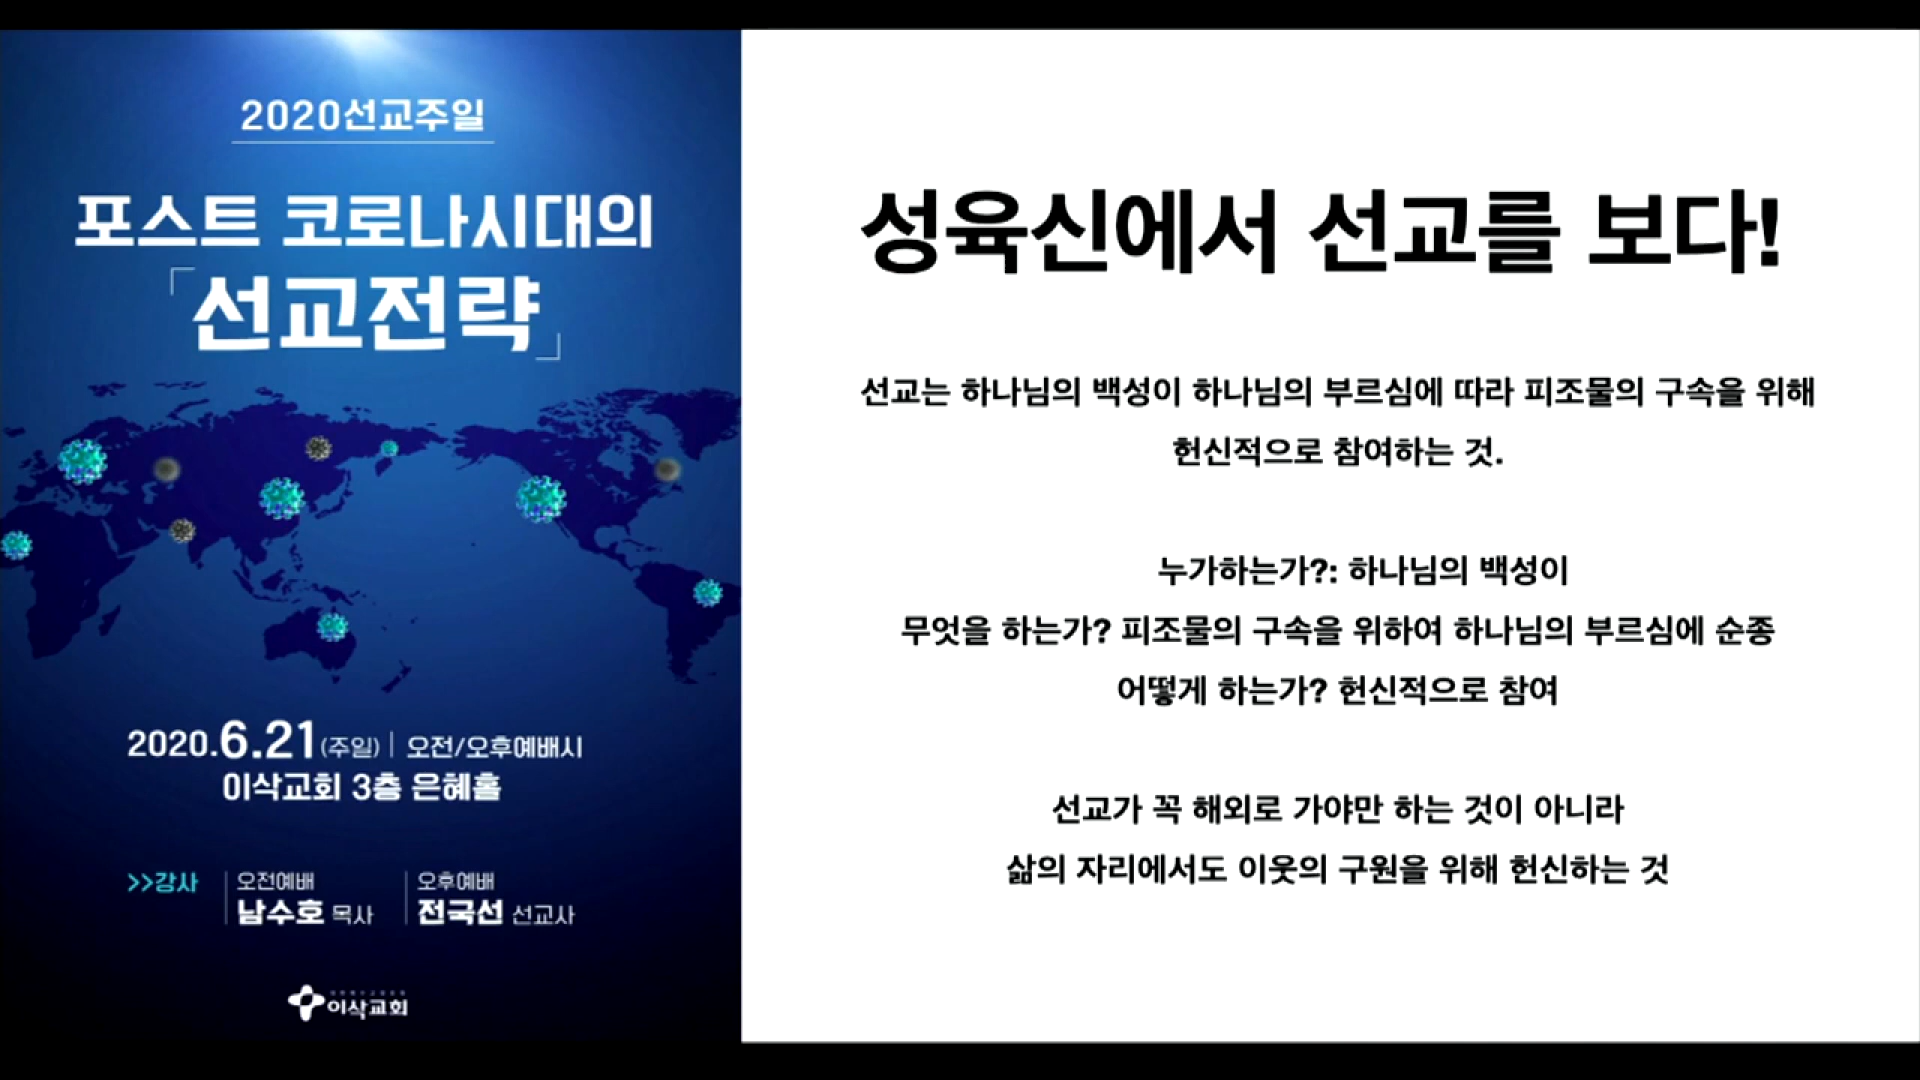 2020선교주일
포스트 코로나시대의
「선교전략」
2020.6.21(주일) | 오전/오후예배시
이삭교회 3층 은혜홀
>>강사
오전예배
남수호 목사
오후예배
전국선 선교사
이삭교회
성육신에서 선교를 보다!
선교는 하나님의 백성이 하나님의 부르심에 따라 피조물의 구속을 위해
헌신적으로 참여하는 것.
누가하는가?: 하나님의 백성이
무엇을 하는가? 피조물의 구속을 위하여 하나님의 부르심에 순종
어떻게 하는가? 헌신적으로 참여
선교가 꼭 해외로 가야만 하는 것이 아니라
삶의 자리에서도 이웃의 구원을 위해 헌신하는 것